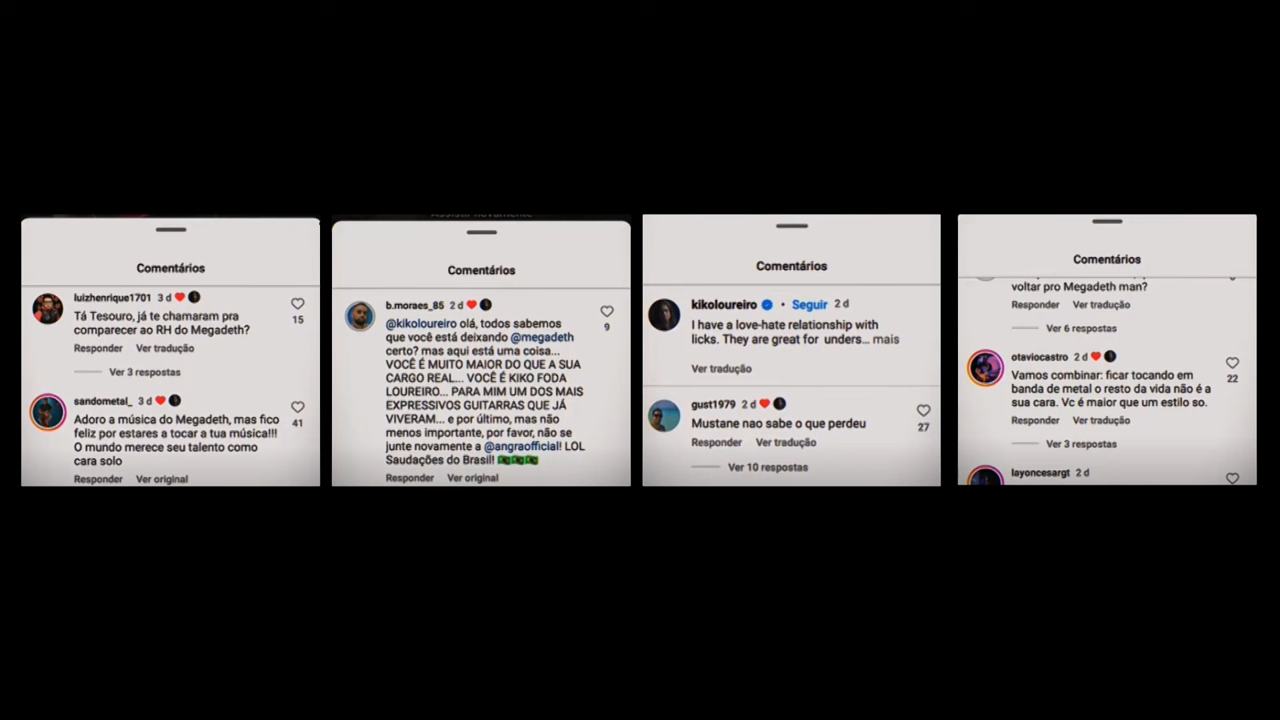 Comentários
luizhenrique1701 3 d
Tá Tesouro, já te chamaram pra
comparecer ao RH do Megadeth?
15
Responder Ver tradução
Ver 3 respostas
sandometal_ 3 d
Adoro a música do Megadeth, mas fico
feliz por estares a tocar a tua música!!!
O mundo merece seu talento como
cara solo
41
Responder Ver original
Assistir novamente
Comentários
b.moraes_85 2 d
@kikoloureiro olá, todos sabemos
que você está deixando @megadeth
certo? mas aqui está uma coisa...
VOCÊ É MUITO MAIOR DO QUE A SUA
CARGO REAL... VOCÊ É KIKO FODA
LOUREIRO... PARA MIM UM DOS MAIS
EXPRESSIVOS GUITARRAS QUE JÁ
VIVERAM... e por último, mas não
menos importante, por favor, não se
junte novamente a @angraofficial! LOL
Saudações do Brasil!
9
Responder Ver original
Comentários
kikoloureiro • Seguir 2 d
I have a love-hate relationship with
licks. They are great for unders... mais
Ver tradução
gust1979 2 d
Mustane nao sabe o que perdeu
27
Responder Ver tradução
Ver 10 respostas
Comentários
voltar pro Megadeth man?
Responder Ver tradução
Ver 6 respostas
otaviocastro 2 d
Vamos combinar: ficar tocando em
banda de metal o resto da vida não é a
sua cara. Vc é maior que um estilo so.
22
Responder Ver tradução
Ver 3 respostas
layoncesargt 2 d